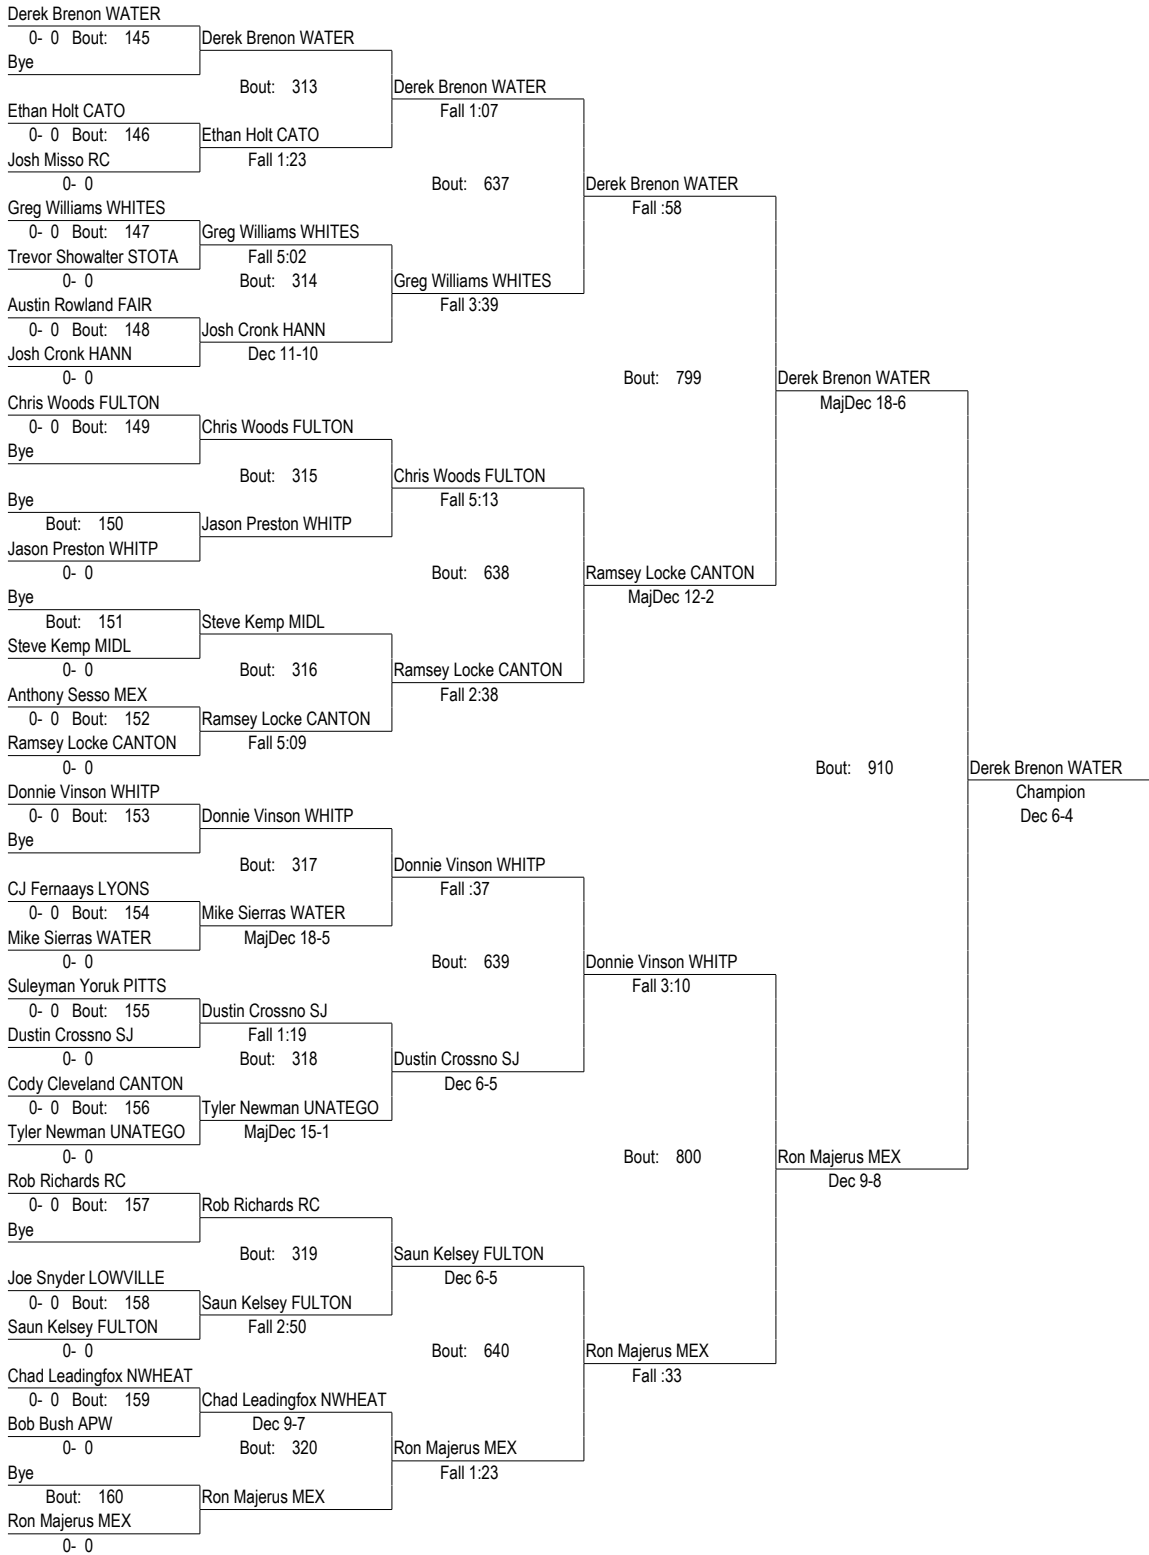 Derek Brenon WATER
0- 0 Bout: 145 Derek Brenon WATER
Bye
Bout: 313 Derek Brenon WATER
Ethan Holt CATO Fall 1:07
0- 0 Bout: 146 Ethan Holt CATO
Josh Misso RC Fall 1:23
0- 0 Bout: 637 Derek Brenon WATER
Greg Williams WHITES Fall :58
0- 0 Bout: 147 Greg Williams WHITES
Trevor Showalter STOTA Fall 5:02
0- 0 Bout: 314 Greg Williams WHITES
Austin Rowland FAIR Fall 3:39
0- 0 Bout: 148 Josh Cronk HANN
Josh Cronk HANN Dec 11-10
0- 0 Bout: 799 Derek Brenon WATER
Chris Woods FULTON MajDec 18-6
0- 0 Bout: 149 Chris Woods FULTON
Bye
Bout: 315 Chris Woods FULTON
Bye Fall 5:13
Bout: 150 Jason Preston WHITP
Jason Preston WHITP
0- 0 Bout: 638 Ramsey Locke CANTON
Bye MajDec 12-2
Bout: 151 Steve Kemp MIDL
Steve Kemp MIDL
0- 0 Bout: 316 Ramsey Locke CANTON
Anthony Sesso MEX Fall 2:38
0- 0 Bout: 152 Ramsey Locke CANTON
Ramsey Locke CANTON Fall 5:09
0- 0 Bout: 910 Derek Brenon WATER
Donnie Vinson WHITP Champion
0- 0 Bout: 153 Donnie Vinson WHITP Dec 6-4
Bye
Bout: 317 Donnie Vinson WHITP
CJ Fernaays LYONS Fall :37
0- 0 Bout: 154 Mike Sierras WATER
Mike Sierras WATER MajDec 18-5
0- 0 Bout: 639 Donnie Vinson WHITP
Suleyman Yoruk PITTS Fall 3:10
0- 0 Bout: 155 Dustin Crossno SJ
Dustin Crossno SJ Fall 1:19
0- 0 Bout: 318 Dustin Crossno SJ
Cody Cleveland CANTON Dec 6-5
0- 0 Bout: 156 Tyler Newman UNATEGO
Tyler Newman UNATEGO MajDec 15-1
0- 0 Bout: 800 Ron Majerus MEX
Rob Richards RC Dec 9-8
0- 0 Bout: 157 Rob Richards RC
Bye
Bout: 319 Saun Kelsey FULTON
Joe Snyder LOWVILLE Dec 6-5
0- 0 Bout: 158 Saun Kelsey FULTON
Saun Kelsey FULTON Fall 2:50
0- 0 Bout: 640 Ron Majerus MEX
Chad Leadingfox NWHEAT Fall :33
0- 0 Bout: 159 Chad Leadingfox NWHEAT
Bob Bush APW Dec 9-7
0- 0 Bout: 320 Ron Majerus MEX
Bye Fall 1:23
Bout: 160 Ron Majerus MEX
Ron Majerus MEX
0- 0